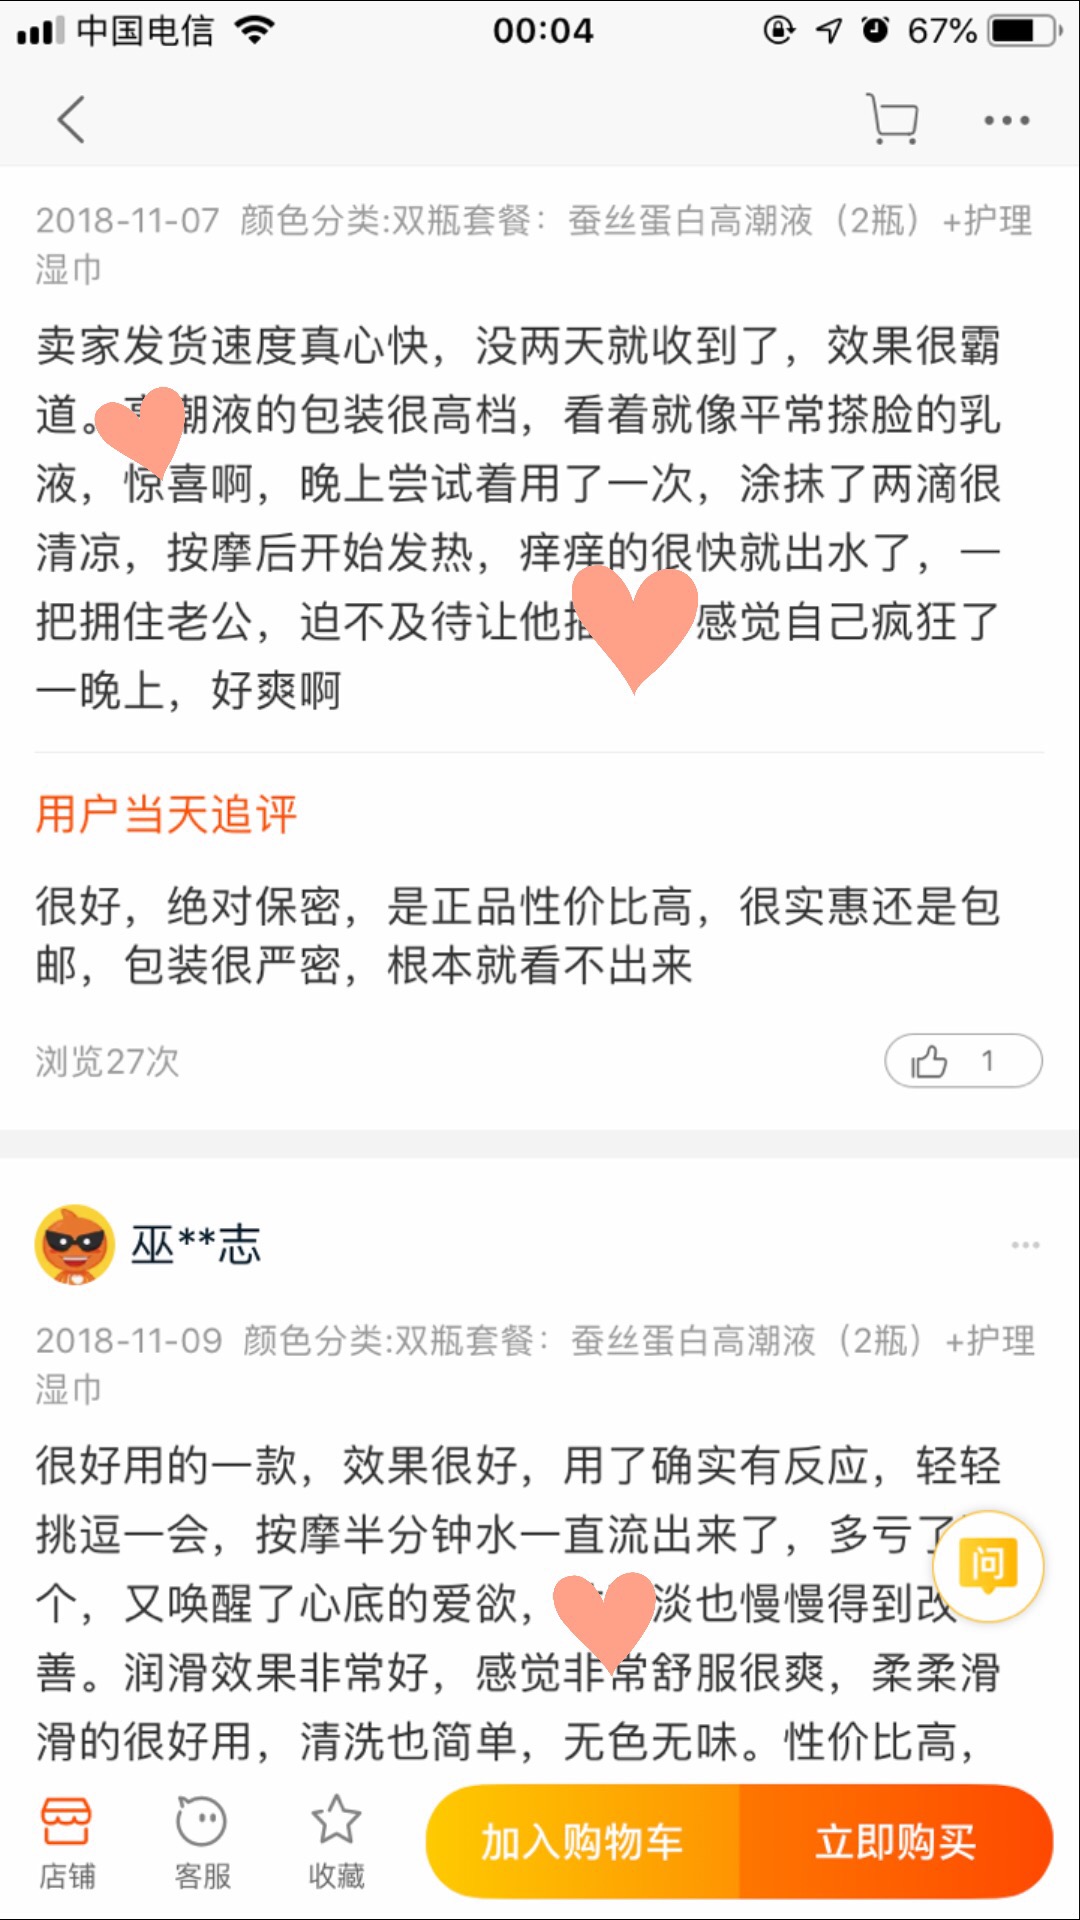 中国电信 00:04 67%
2018-11-07 颜色分类:双瓶套餐：蚕丝蛋白高潮液（2瓶）+护理
湿巾
卖家发货速度真心快，没两天就收到了，效果很霸
道。潮液的包装很高档，看着就像平常搽脸的乳
液，惊喜啊，晚上尝试着用了一次，涂抹了两滴很
清凉，按摩后开始发热，痒痒的很快就出水了，一
把拥住老公，迫不及待让他 感觉自己疯狂了
一晚上，好爽啊
用户当天追评
很好，绝对保密，是正品性价比高，很实惠还是包
邮，包装很严密，根本就看不出来
浏览27次 1
巫**志
2018-11-09 颜色分类:双瓶套餐：蚕丝蛋白高潮液（2瓶）+护理
湿巾
很好用的一款，效果很好，用了确实有反应，轻轻
挑逗一会，按摩半分钟水一直流出来了，多亏了
问
个，又唤醒了心底的爱欲， 淡也慢慢得到改
善。润滑效果非常好，感觉非常舒服很爽，柔柔滑
滑的很好用，清洗也简单，无色无味。性价比高，
店铺 客服 收藏 加入购物车 立即购买